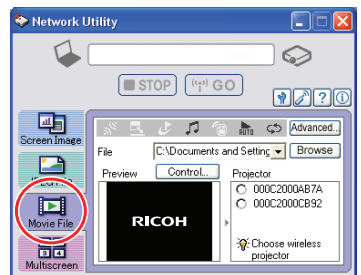 Network Utility
STOP
GO
?
Screen Image
AUTO
Advanced...
File
C:\Documents and Setting
Browse
Preview
Control...
Projector
000C2000AB7A
000C2000CB92
RICOH
Movie File
Choose wireless
projector
Multiscreen